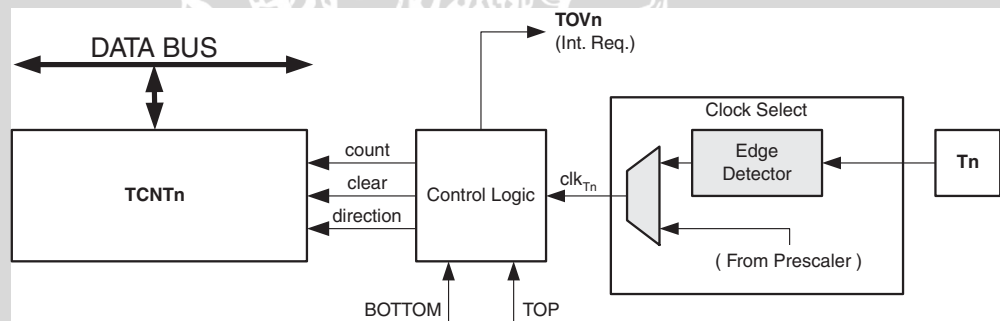 TOVn
(Int. Req.)
DATA BUS
Clock Select
Edge
Detector
Tn
count
clear
direction
TCNTn
Control Logic
clkTn
( From Prescaler )
BOTTOM
TOP